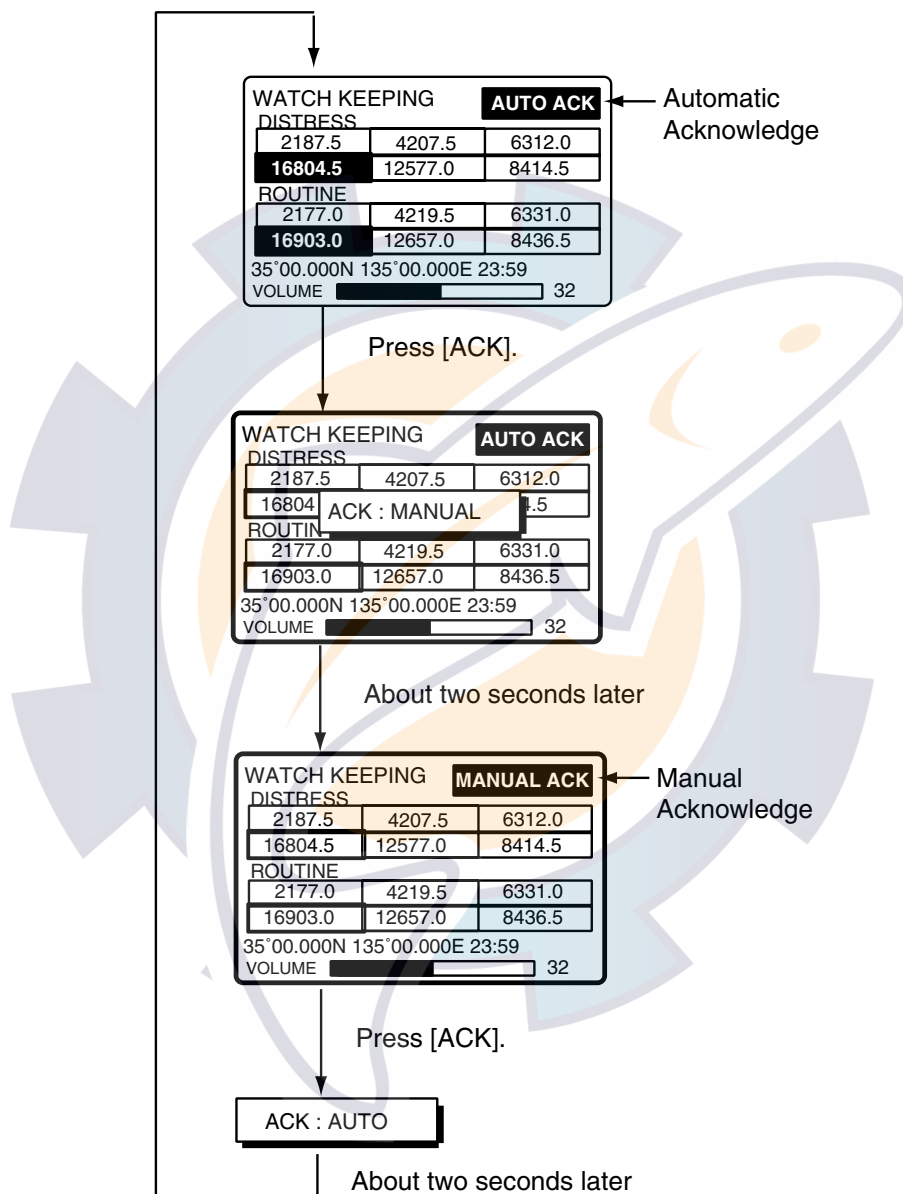 WATCH KEEPING AUTO ACK
Automatic
Acknowledge
DISTRESS
2187.5 4207.5 6312.0
16804.5 12577.0 8414.5
ROUTINE
2177.0 4219.5 6331.0
16903.0 12657.0 8436.5
35°00.000N 135°00.000E 23:59
VOLUME 32
Press [ACK].
WATCH KEEPING AUTO ACK
DISTRESS
2187.5 4207.5 6312.0
16804 ACK : MANUAL 4.5
ROUTIN
2177.0 4219.5 6331.0
16903.0 12657.0 8436.5
35°00.000N 135°00.000E 23:59
VOLUME 32
About two seconds later
WATCH KEEPING MANUAL ACK
Manual
Acknowledge
DISTRESS
2187.5 4207.5 6312.0
16804.5 12577.0 8414.5
ROUTINE
2177.0 4219.5 6331.0
16903.0 12657.0 8436.5
35°00.000N 135°00.000E 23:59
VOLUME 32
Press [ACK].
ACK : AUTO
About two seconds later